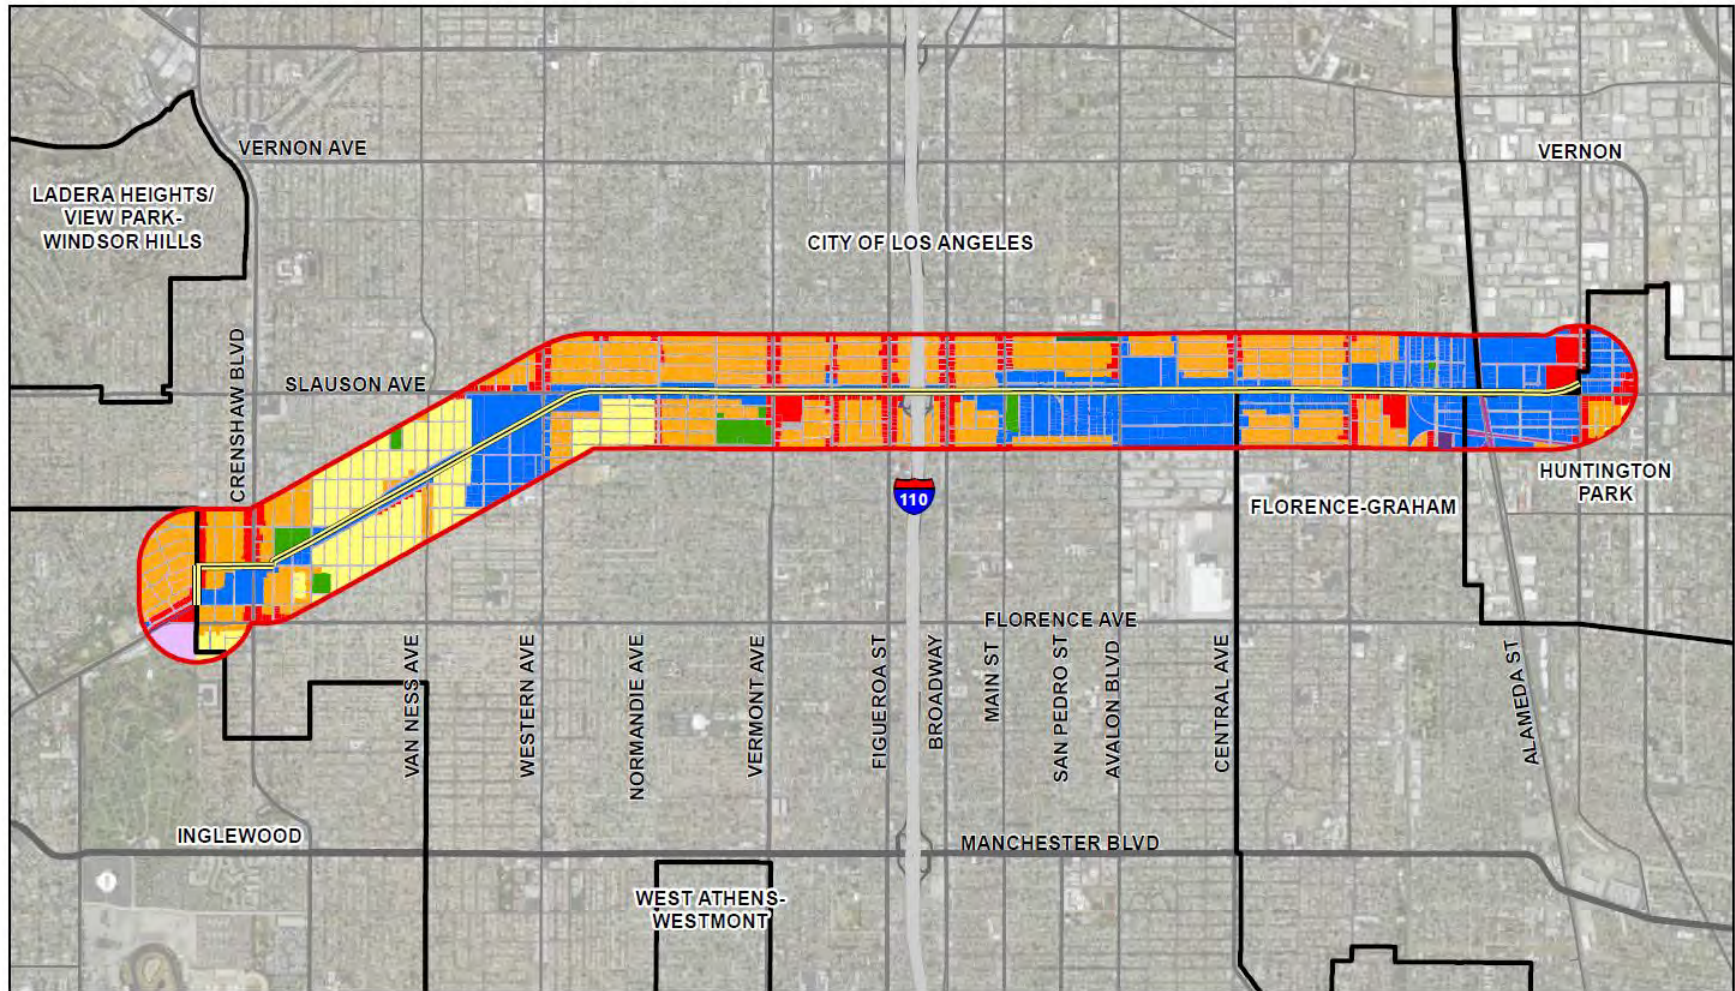 VERNON AVE
VERNON
LADERA HEIGHTS/
VIEW PARK-
WINDSOR HILLS
CITY OF LOS ANGELES
CRENSHAW BLVD
SLAUSON AVE
110
HUNTINGTON
PARK
FLORENCE-GRAHAM
FLORENCE AVE
VAN NESS AVE
WESTERN AVE
NORMANDIE AVE
VERMONT AVE
FIGUEROA ST
BROADWAY
MAIN ST
SAN PEDRO ST
AVALON BLVD
CENTRAL AVE
ALAMEDA ST
INGLEWOOD
MANCHESTER BLVD
WEST ATHENS-
WESTMONT